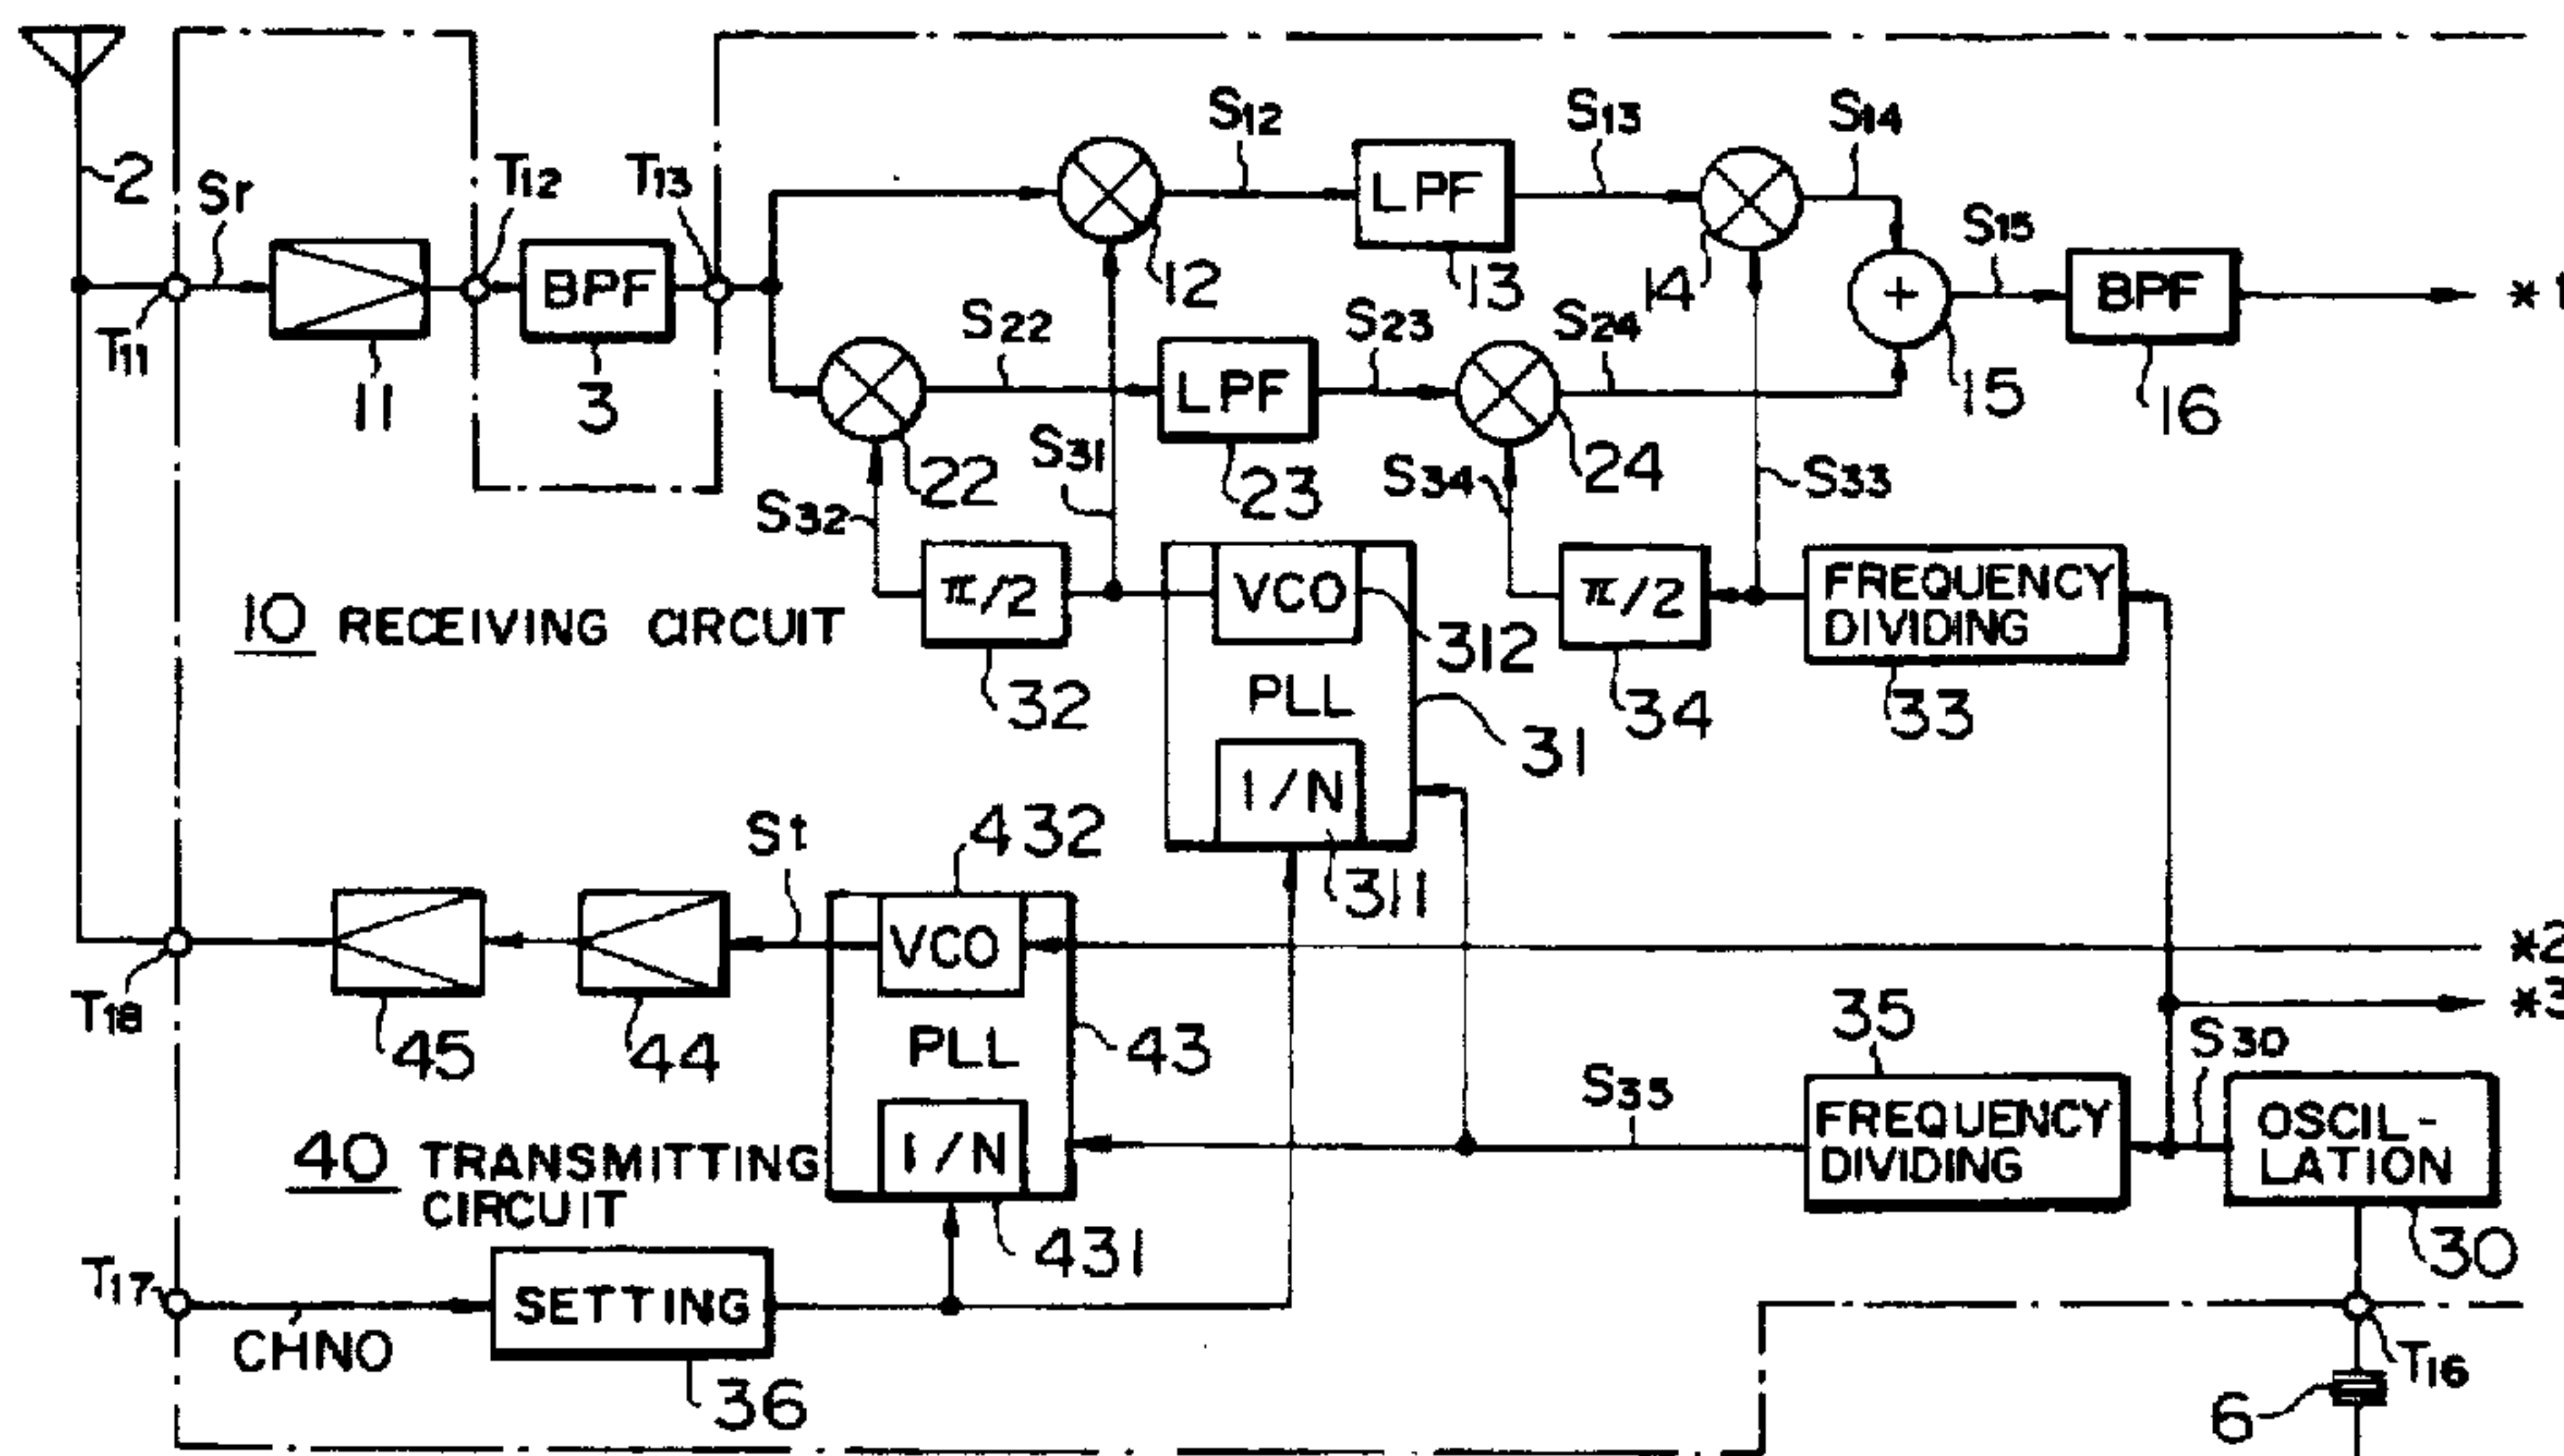 S12
S13
S14
2
Sr
T12
T13
LPF
S15
BPF
12
13
14
+
BPF
*1
T11
11
3
S22
S23
S24
15
16
LPF
S31
22
23
S34
24
S33
S32
π/2
VCO
π/2
FREQUENCY
DIVIDING
10 RECEIVING CIRCUIT
312
32
PLL
34
33
31
1/N
St
432
311
VCO
*2
T18
35
*3
45
44
PLL
43
S30
S35
FREQUENCY
DIVIDING
OSCIL-
LATION
40 TRANSMITTING
CIRCUIT
1/N
431
30
T17
SETTING
CHNO
T16
36
6